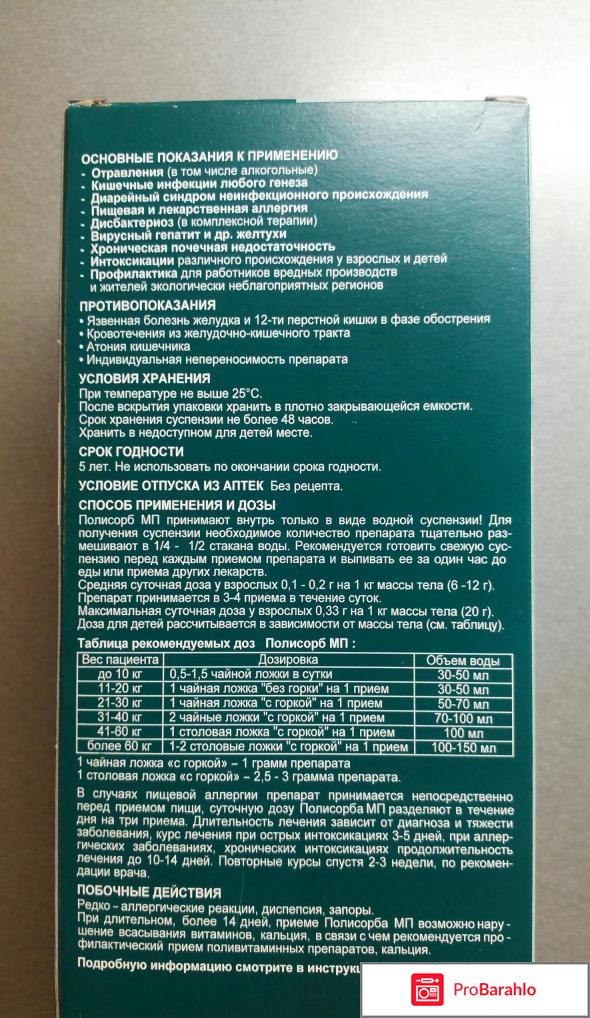 ОСНОВНЫЕ ПОКАЗАНИЯ К ПРИМЕНЕНИЮ
- Отравления (в том числе алкогольные)
- Кишечные инфекции любого генеза
- Диарейный синдром неинфекционного происхождения
- Пищевая и лекарственная аллергия
- Дисбактериоз (в комплексной терапии)
- Вирусный гепатит и др. желтухи
- Хроническая почечная недостаточность
- Интоксикации различного происхождения у взрослых и детей
- Профилактика для работников вредных производств
и жителей экологически неблагоприятных регионов
ПРОТИВОПОКАЗАНИЯ
• Язвенная болезнь желудка и 12-ти перстной кишки в фазе обострения
• Кровотечения из желудочно-кишечного тракта
• Атония кишечника
• Индивидуальная непереносимость препарата
УСЛОВИЯ ХРАНЕНИЯ
При температуре не выше 25°С.
После вскрытия упаковки хранить в плотно закрывающейся емкости.
Срок хранения суспензии не более 48 часов.
Хранить в недоступном для детей месте.
СРОК ГОДНОСТИ
5 лет. Не использовать по окончании срока годности.
УСЛОВИЕ ОТПУСКА ИЗ АПТЕК Без рецепта.
СПОСОБ ПРИМЕНЕНИЯ И ДОЗЫ
Полисорб МП принимают внутрь только в виде водной суспензии! Для
получения суспензии необходимое количество препарата тщательно раз-
мешивают в 1/4 - 1/2 стакана воды. Рекомендуется готовить свежую сус-
пензию перед каждым приемом препарата и выпивать ее за один час до
еды или приема других лекарств.
Средняя суточная доза у взрослых 0,1 - 0,2 г на 1 кг массы тела (6 -12 г).
Препарат принимается в 3-4 приема в течение суток.
Максимальная суточная доза у взрослых 0,33 г на 1 кг массы тела (20 г).
Доза для детей рассчитывается в зависимости от массы тела (см. таблицу).
Таблица рекомендуемых доз Полисорб МП :
Вес пациента Дозировка Объем воды
до 10 кг 0,5-1,5 чайной ложки в сутки 30-50 мл
11-20 кг 1 чайная ложка "без горки" на 1 прием 30-50 мл
21-30 кг 1 чайная ложка "с горкой" на 1 прием 50-70 мл
31-40 кг 2 чайные ложки "с горкой" на 1 прием 70-100 мл
41-60 кг 1 столовая ложка "с горкой" на 1 прием 100 мл
более 60 кг 1-2 столовые ложки "с горкой" на 1 прием 100-150 мл
1 чайная ложка «с горкой» – 1 грамм препарата
1 столовая ложка «с горкой» – 2,5 - 3 грамма препарата.
В случаях пищевой аллергии препарат принимается непосредственно
перед приемом пищи, суточную дозу Полисорба МП разделяют в течение
дня на три приема. Длительность лечения зависит от диагноза и тяжести
заболевания, курс лечения при острых интоксикациях 3-5 дней, при аллер-
гических заболеваниях, хронических интоксикациях продолжительность
лечения до 10-14 дней. Повторные курсы спустя 2-3 недели, по рекомен-
дации врача.
ПОБОЧНЫЕ ДЕЙСТВИЯ
Редко – аллергические реакции, диспепсия, запоры.
При длительном, более 14 дней, приеме Полисорба МП возможно нару-
шение всасывания витаминов, кальция, в связи с чем рекомендуется про-
филактический прием поливитаминных препаратов, кальция.
Подробную информацию смотрите в
ProBarahlo